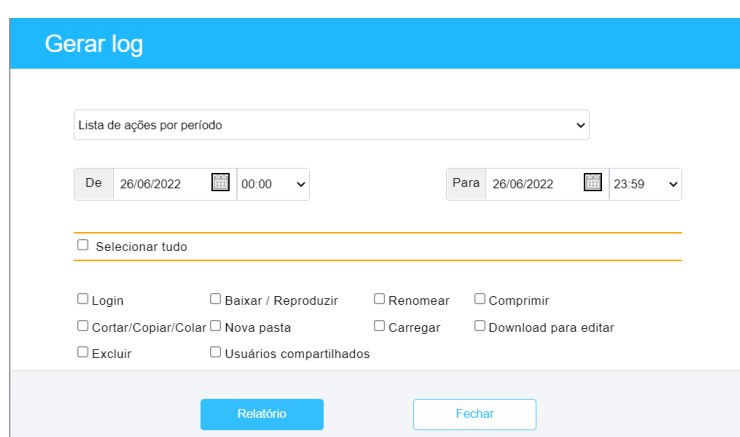 Gerar log
Lista de ações por período
De 26/06/2022 00:00 Para 26/06/2022 23:59
Selecionar tudo
Login Baixar / Reproduzir Renomear Comprimir
Cortar/Copiar/Colar Nova pasta Carregar Download para editar
Excluir Usuários compartilhados
Relatório Fechar